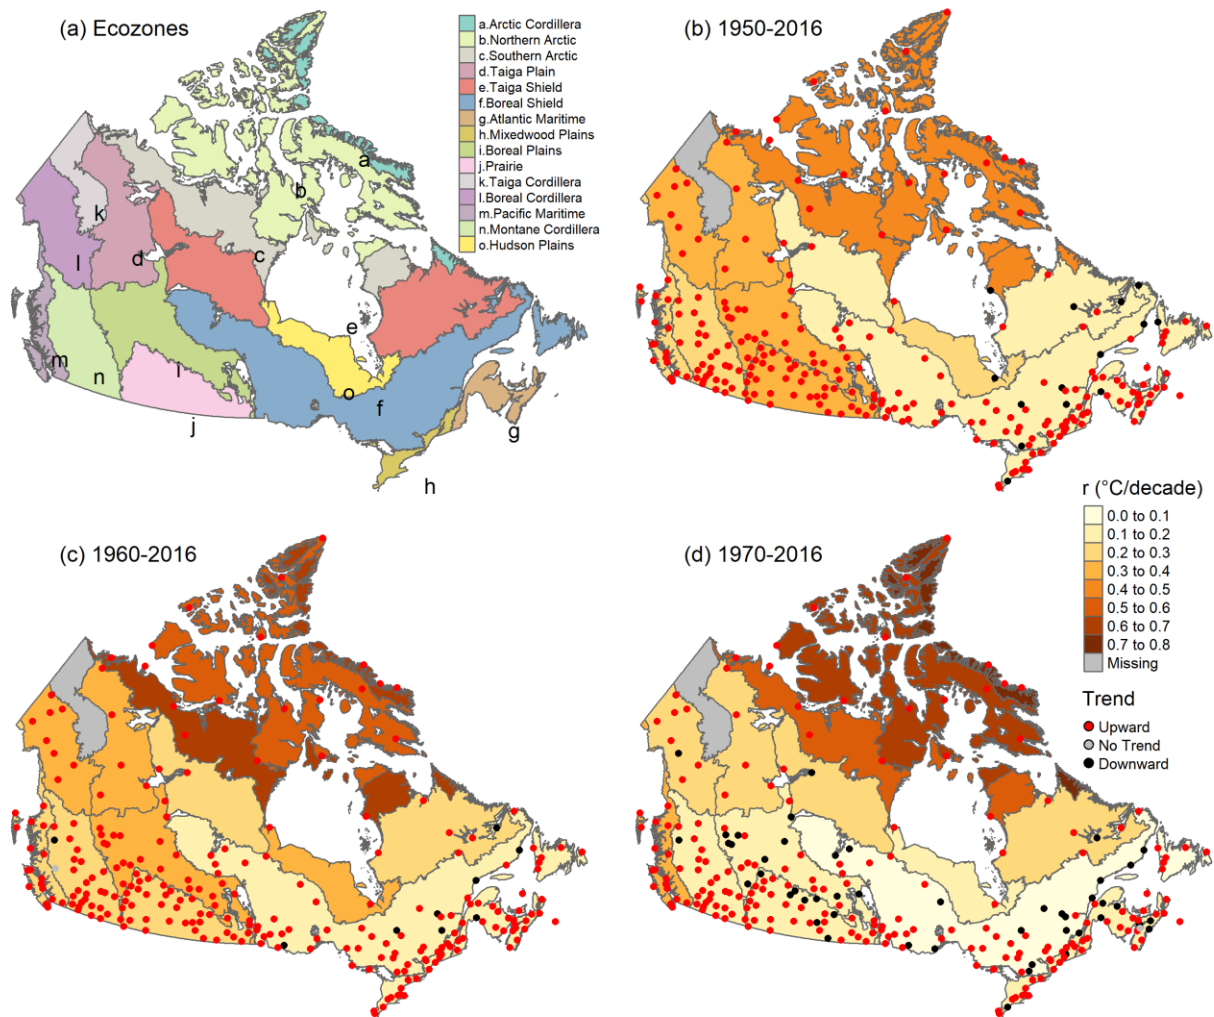 (a) Ecozones
a.Arctic Cordillera
b.Northern Arctic
c.Southern Arctic
d.Taiga Plain
e.Taiga Shield
f.Boreal Shield
g.Atlantic Maritime
h.Mixedwood Plains
i.Boreal Plains
j.Prairie
k.Taiga Cordillera
l.Boreal Cordillera
m.Pacific Maritime
n.Montane Cordillera
o.Hudson Plains
a
b
k
c
l
d
e
m
n
i
o
f
j
g
h
(b) 1950-2016
r (°C/decade)
0.0 to 0.1
0.1 to 0.2
0.2 to 0.3
0.3 to 0.4
0.4 to 0.5
0.5 to 0.6
0.6 to 0.7
0.7 to 0.8
Missing
Trend
Upward
No Trend
Downward
(c) 1960-2016
(d) 1970-2016